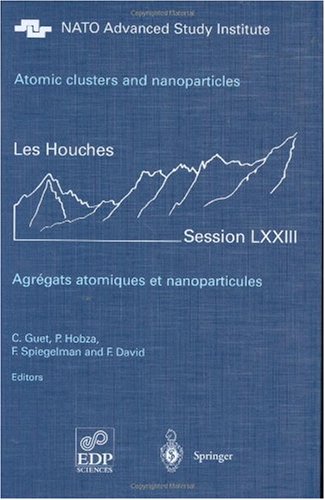 NATO Advanced Study Institute
Atomic clusters and nanoparticles
Les Houches
Session LXXIII
Agrégats atomiques et nanoparticules
C. Guet, P. Hobza,
F. Spiegelman and F. David
Editors
EDP
SCIENCES
Springer